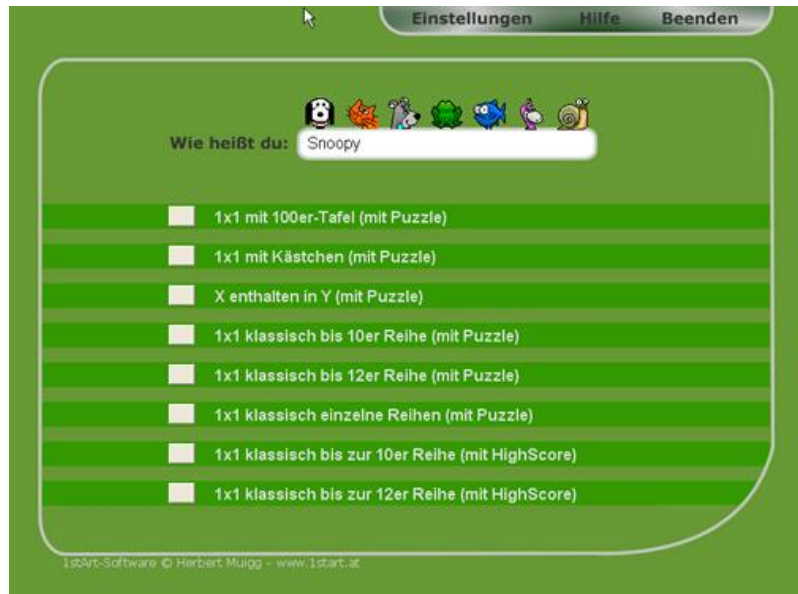 Einstellungen Hilfe Beenden
Wie heißt du: Snoopy
1x1 mit 100er-Tafel (mit Puzzle)
1x1 mit Kästchen (mit Puzzle)
X enthalten in Y (mit Puzzle)
1x1 klassisch bis 10er Reihe (mit Puzzle)
1x1 klassisch bis 12er Reihe (mit Puzzle)
1x1 klassisch einzelne Reihen (mit Puzzle)
1x1 klassisch bis zur 10er Reihe (mit HighScore)
1x1 klassisch bis zur 12er Reihe (mit HighScore)
1stArt-Software © Herbert Muigg - www.1start.at